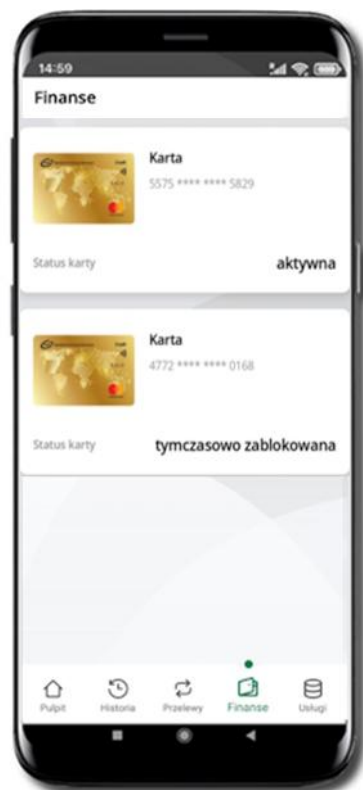 14:59
Finanse
Karta
5575 **** **** 5829
Status karty
aktywna
Karta
4772 **** **** 0168
Status karty
tymczasowo zablokowana
Pulpit
Historia
Przelewy
Finanse
Usługi